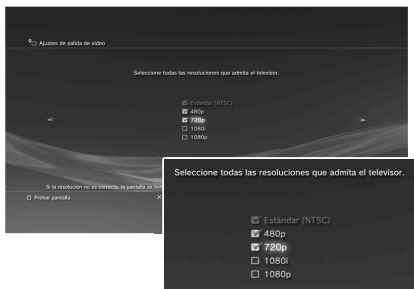 Ajustes de salida de vídeo
Seleccione todas las resoluciones que admita el televisor.
Estándar (NTSC)
480p
720p
1080i
1080p
Si la resolución no es correcta, la pantalla se
Probar pantalla
Seleccione todas las resoluciones que admita el televisor.
Estándar (NTSC)
480p
720p
1080i
1080p